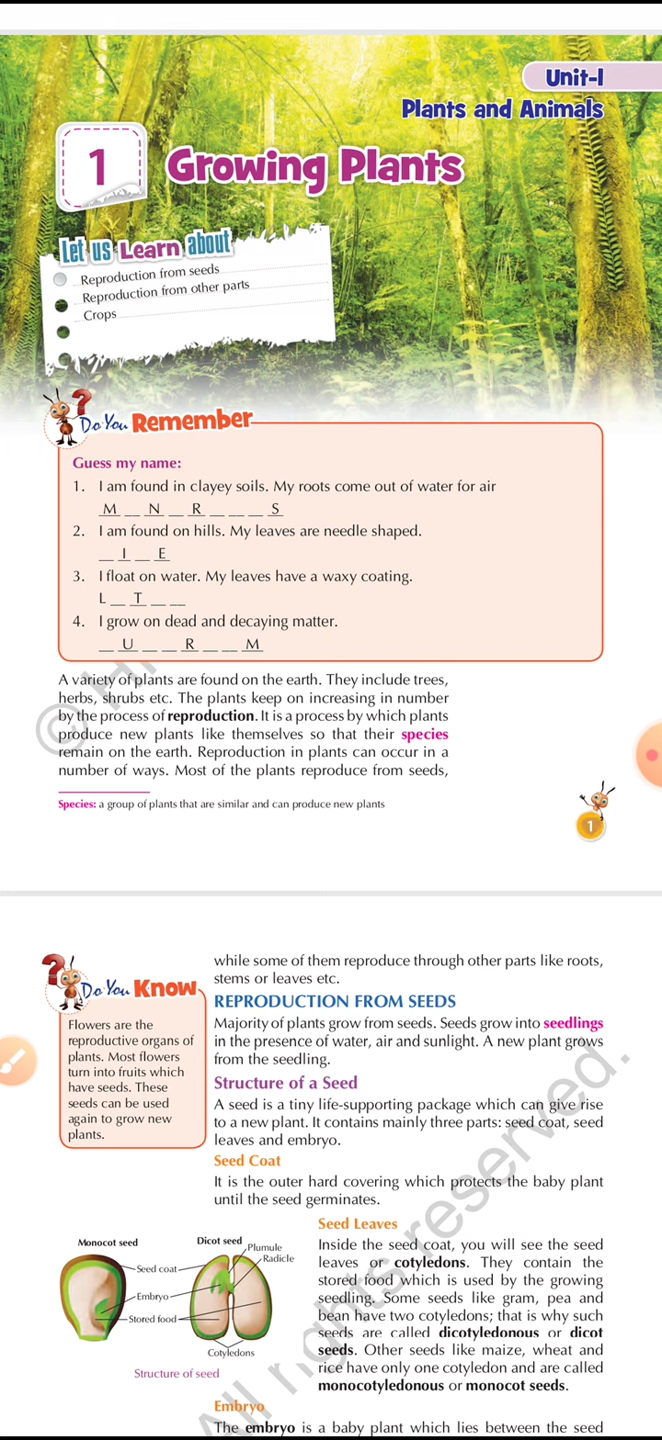 Unit-I
Plants and Animals
1
Growing Plants
Let us Learn about
Reproduction from seeds
Reproduction from other parts
Crops
Do You Remember
Guess my name:
1. I am found in clayey soils. My roots come out of water for air
M __ N __ R __ __ __ S
2. I am found on hills. My leaves are needle shaped.
__ I __ E
3. I float on water. My leaves have a waxy coating.
L __ T __ __
4. I grow on dead and decaying matter.
__ U __ __ R __ __ M
A variety of plants are found on the earth. They include trees,
herbs, shrubs etc. The plants keep on increasing in number
by the process of reproduction. It is a process by which plants
produce new plants like themselves so that their species
remain on the earth. Reproduction in plants can occur in a
number of ways. Most of the plants reproduce from seeds,
Species: a group of plants that are similar and can produce new plants
1
while some of them reproduce through other parts like roots,
stems or leaves etc.
Do You Know
Flowers are the
reproductive organs of
plants. Most flowers
turn into fruits which
have seeds. These
seeds can be used
again to grow new
plants.
REPRODUCTION FROM SEEDS
Majority of plants grow from seeds. Seeds grow into seedlings
in the presence of water, air and sunlight. A new plant grows
from the seedling.
Structure of a Seed
A seed is a tiny life-supporting package which can give rise
to a new plant. It contains mainly three parts: seed coat, seed
leaves and embryo.
Seed Coat
It is the outer hard covering which protects the baby plant
until the seed germinates.
Monocot seed
Dicot seed
Plumule
Radicle
Seed coat
Embryo
Stored food
Cotyledons
Structure of seed
Seed Leaves
Inside the seed coat, you will see the seed
leaves or cotyledons. They contain the
stored food which is used by the growing
seedling. Some seeds like gram, pea and
bean have two cotyledons; that is why such
seeds are called dicotyledonous or dicot
seeds. Other seeds like maize, wheat and
rice have only one cotyledon and are called
monocotyledonous or monocot seeds.
Embryo
The embryo is a baby plant which lies between the seed
All rights reserved.